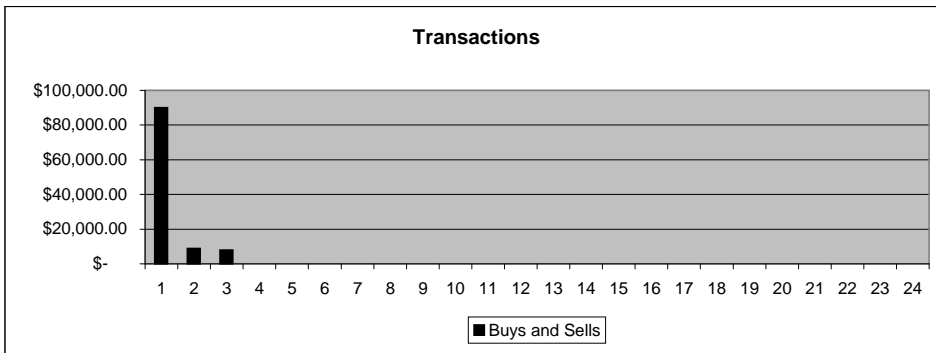 Transactions
$100,000.00
$80,000.00
$60,000.00
$40,000.00
$20,000.00
$-
1 2 3 4 5 6 7 8 9 10 11 12 13 14 15 16 17 18 19 20 21 22 23 24
Buys and Sells